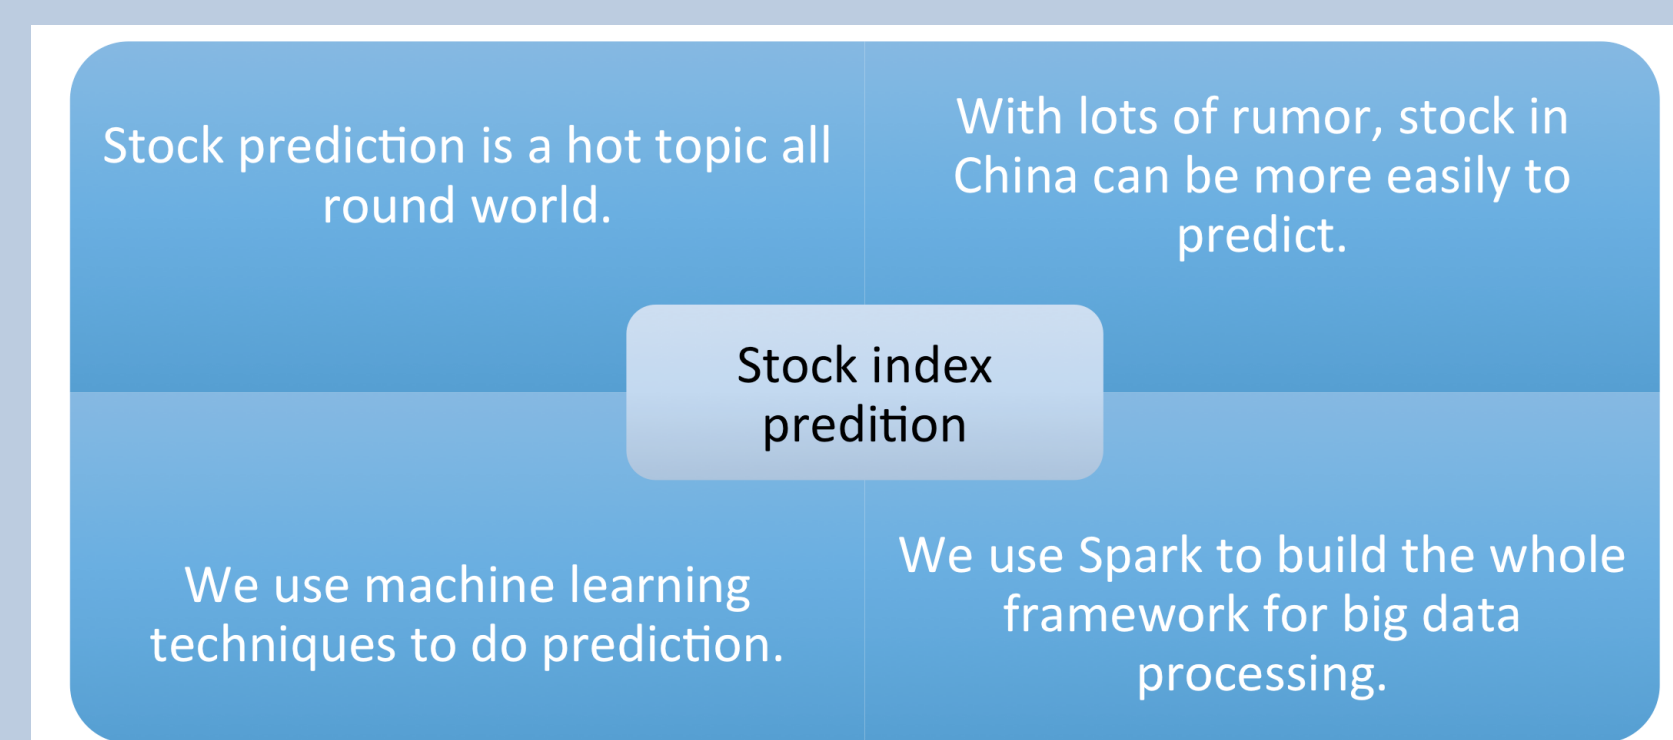 Stock prediction is a hot topic all
round world.
With lots of rumor, stock in
China can be more easily to
predict.
Stock index
predition
We use machine learning
techniques to do prediction.
We use Spark to build the whole
framework for big data
processing.